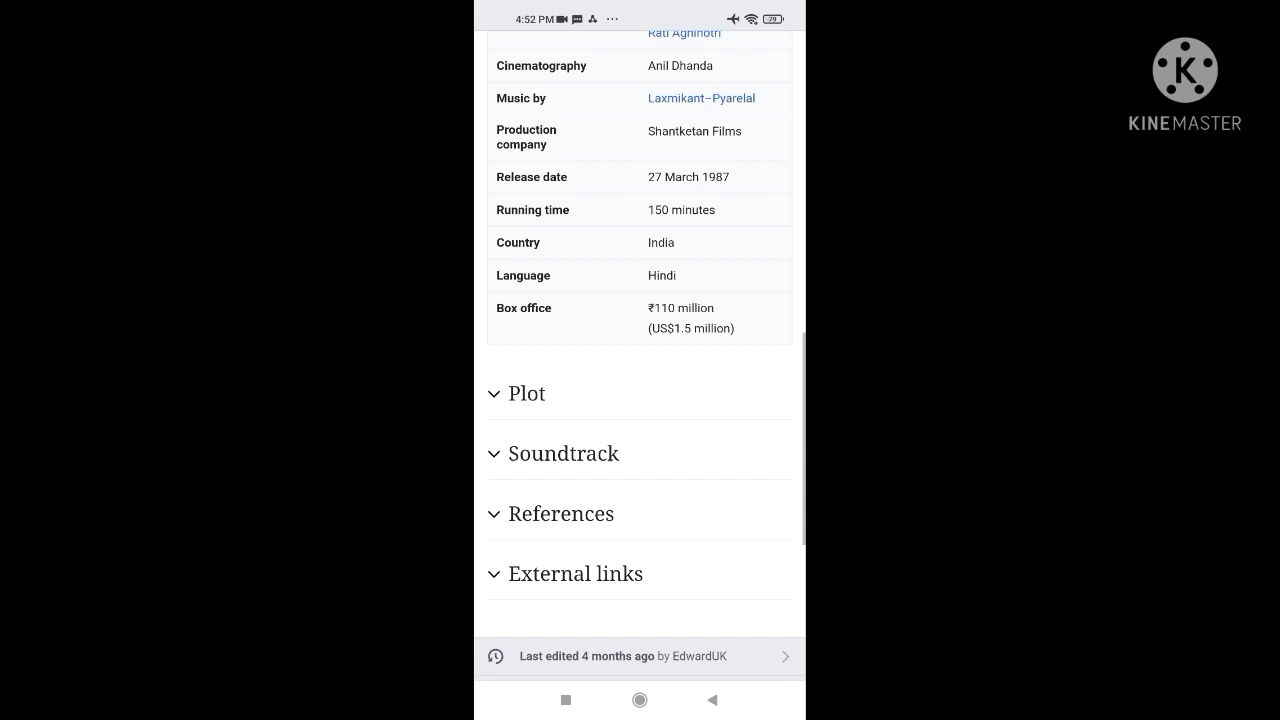 4:52 PM
79
Rati Agnihotri
Cinematography Anil Dhanda
Music by Laxmikant–Pyarelal
Production company Shantketan Films
Release date 27 March 1987
Running time 150 minutes
Country India
Language Hindi
Box office ₹110 million
(US$1.5 million)
Plot
Soundtrack
References
External links
Last edited 4 months ago by EdwardUK
K
KINEMASTER